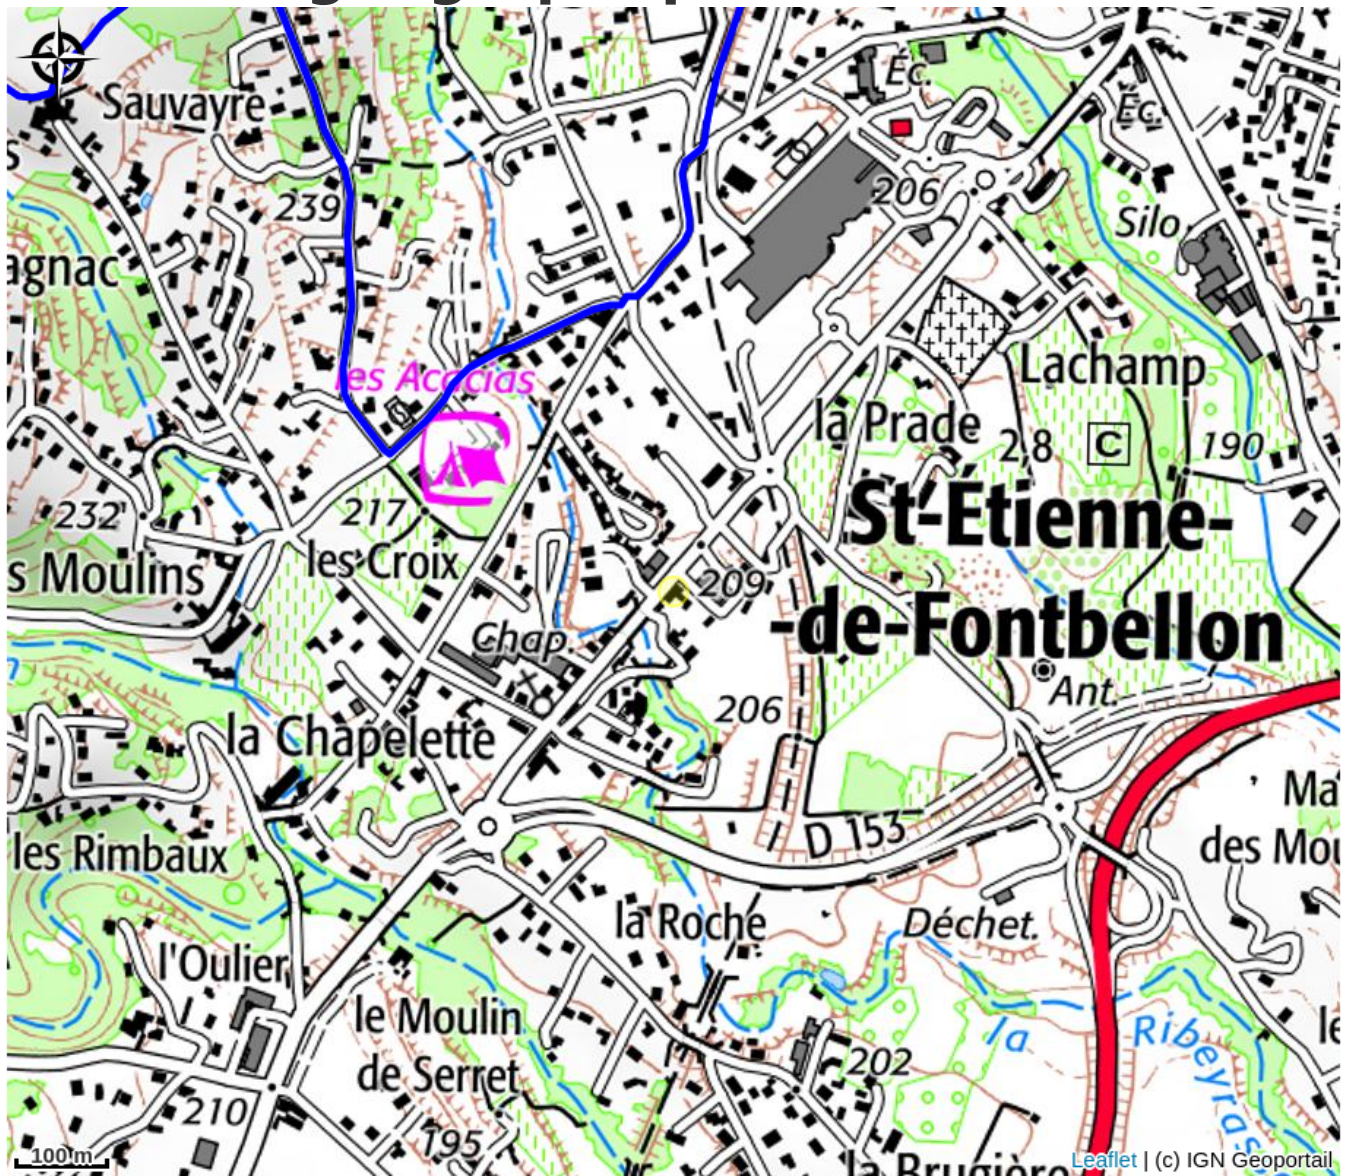 Éc.
Sauvayre
Éc.
206
239
Silo
agnac
les Acacias
Lachamp
la Prade
2,8
C
190
232
217
St-Étienne-
les Croix
s Moulins
209
-de-Fontbellon
Chap.
Ant.
206
la Chapelette
Ma
D 153
des Mou
les Rimbaux
la Roche
Déchet.
l'Oulier
le Moulin
de Serret
la Ribeyras
le
202
210
195
la Brugière
100 m
Leaflet | (c) IGN Geoportail